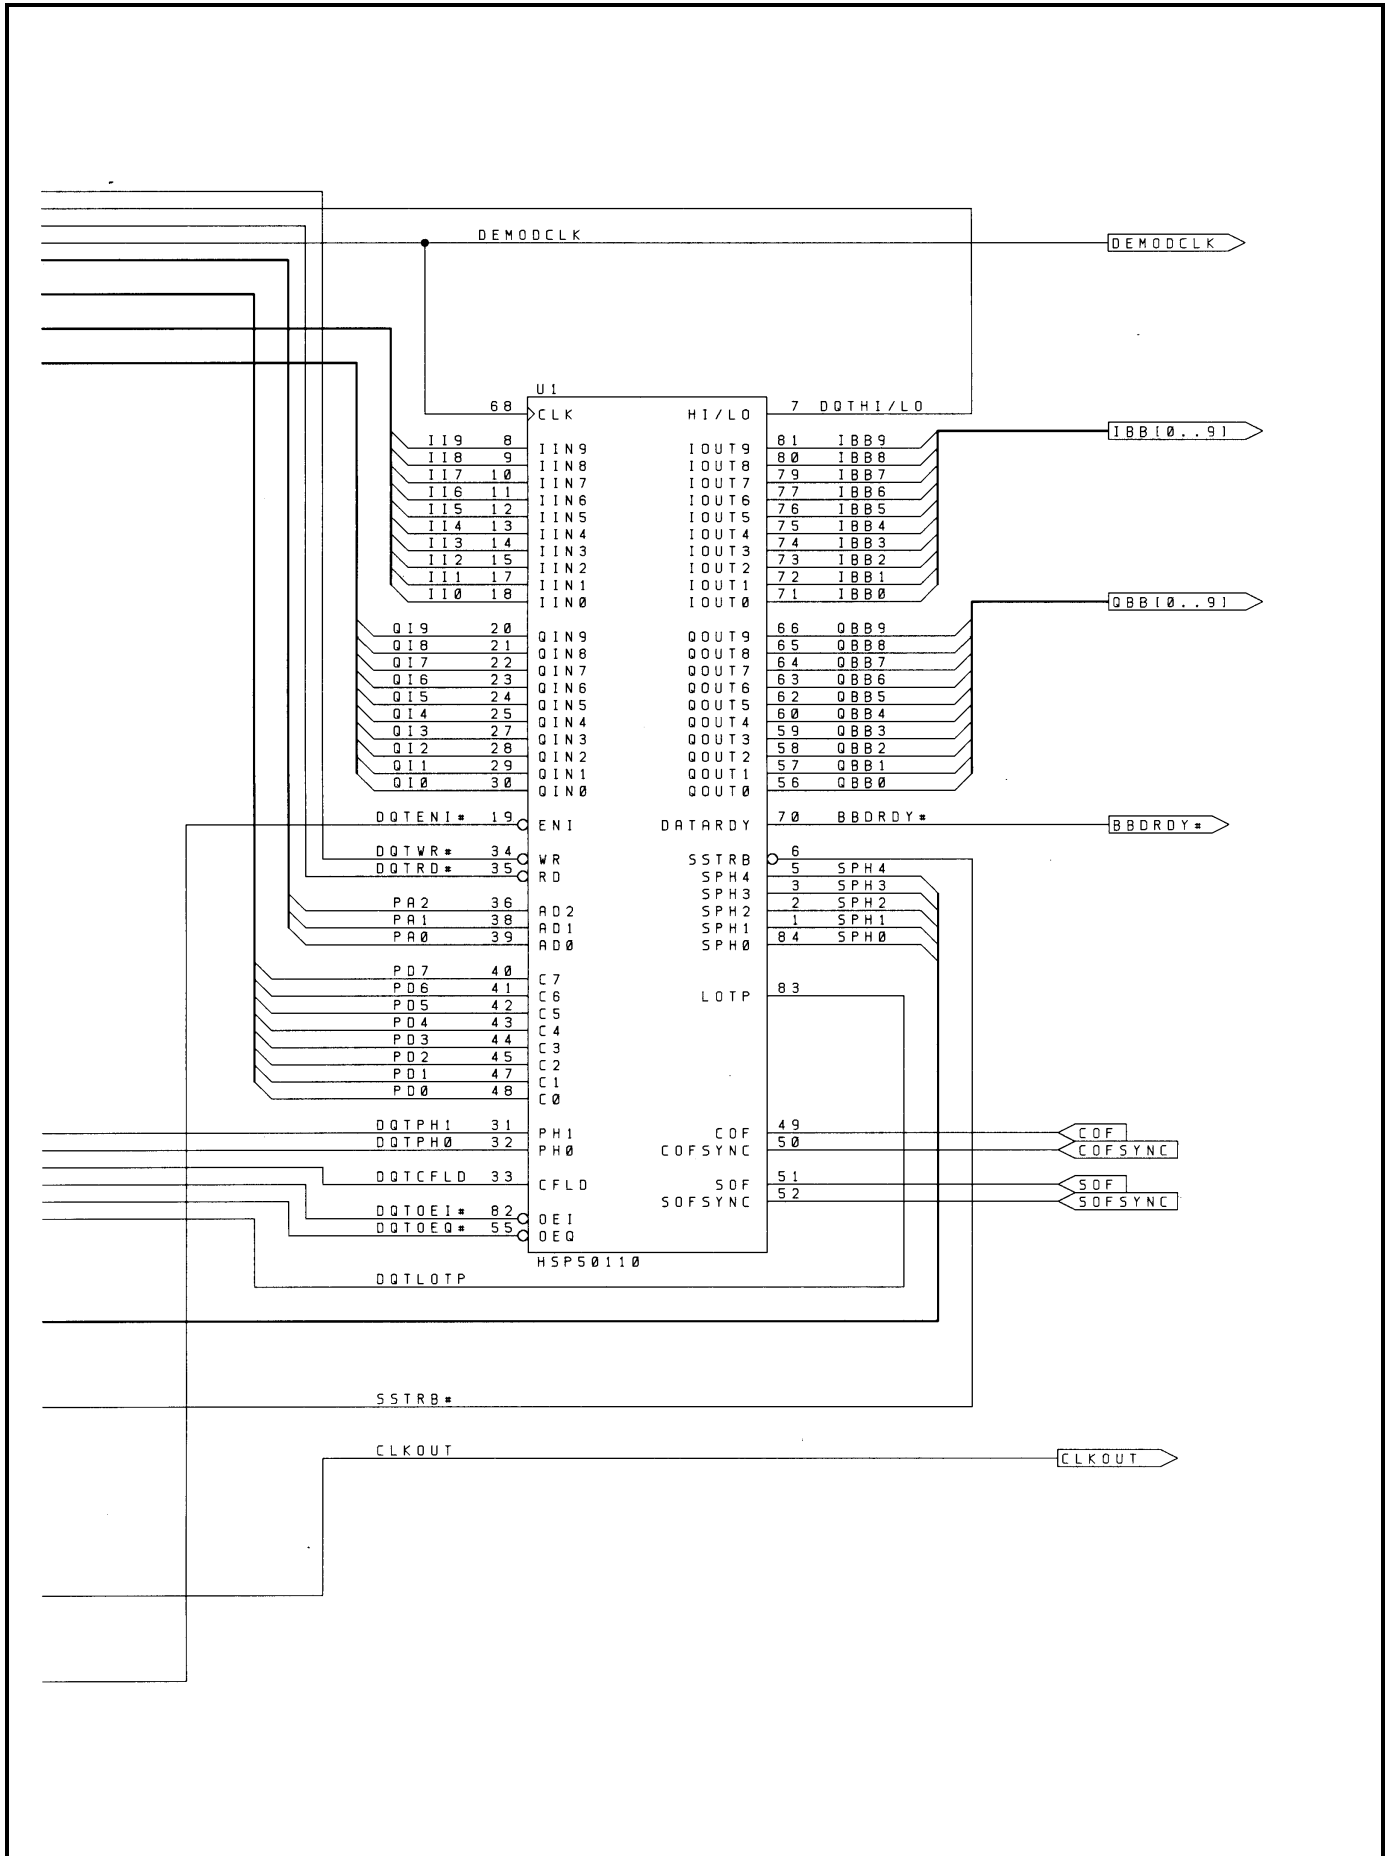 DEMODCLK DEMODCLK
U1
68 CLK HI/LO 7 DQTHI/LO
IBB[0..9]
II9 8 IIN9 IOUT9 81 IBB9
II8 9 IIN8 IOUT8 80 IBB8
II7 10 IIN7 IOUT7 79 IBB7
II6 11 IIN6 IOUT6 77 IBB6
II5 12 IIN5 IOUT5 76 IBB5
II4 13 IIN4 IOUT4 75 IBB4
II3 14 IIN3 IOUT3 74 IBB3
II2 15 IIN2 IOUT2 73 IBB2
II1 17 IIN1 IOUT1 72 IBB1
II0 18 IIN0 IOUT0 71 IBB0
QBB[0..9]
QI9 20 QIN9 QOUT9 66 QBB9
QI8 21 QIN8 QOUT8 65 QBB8
QI7 22 QIN7 QOUT7 64 QBB7
QI6 23 QIN6 QOUT6 63 QBB6
QI5 24 QIN5 QOUT5 62 QBB5
QI4 25 QIN4 QOUT4 60 QBB4
QI3 27 QIN3 QOUT3 59 QBB3
QI2 28 QIN2 QOUT2 58 QBB2
QI1 29 QIN1 QOUT1 57 QBB1
QI0 30 QIN0 QOUT0 56 QBB0
DQTENI# 19 ENI DATARDY 70 BBDRDY# BBDRDY#
DQTWR# 34 WR SSTRB 6
DQTRD# 35 RD SPH4 5 SPH4
SPH3 3 SPH3
PA2 36 AD2 SPH2 2 SPH2
PA1 38 AD1 SPH1 1 SPH1
PA0 39 AD0 SPH0 84 SPH0
PD7 40 C7
PD6 41 C6 LOTP 83
PD5 42 C5
PD4 43 C4
PD3 44 C3
PD2 45 C2
PD1 47 C1
PD0 48 C0
DQTPH1 31 PH1 COF 49 COF
DQTPH0 32 PH0 COFSYNC 50 COFSYNC
DQTCFLD 33 CFLD SOF 51 SOF
SOFSYNC 52 SOFSYNC
DQTOEI# 82 OEI
DQTOEQ# 55 OEQ
HSP50110
DQTLOTP
SSTRB#
CLKOUT CLKOUT